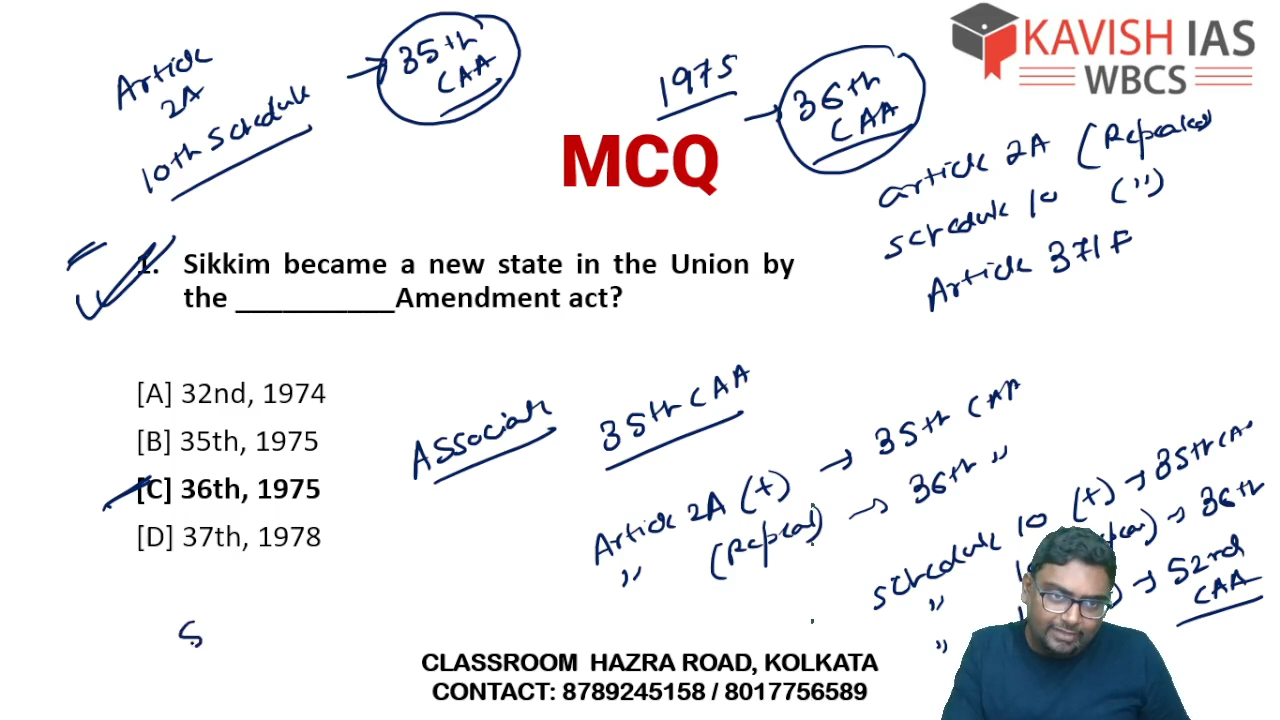 Article
2A
10th Schedule
35th
CAA
1975
36th
CAA
KAVISH IAS
WBCS
MCQ
article 2A (Repealed
schedule 10 (")
Article 371F
1. Sikkim became a new state in the Union by
the __________Amendment act?
[A] 32nd, 1974
[B] 35th, 1975
[C] 36th, 1975
[D] 37th, 1978
Associate 35th CAA
Article 2A (+) → 35th CAA
" (Repeal) → 36th "
schedule 10 (+) → 35th CA
" → 36th
" → 52nd
CAA
S
CLASSROOM HAZRA ROAD, KOLKATA
CONTACT: 8789245158 / 8017756589